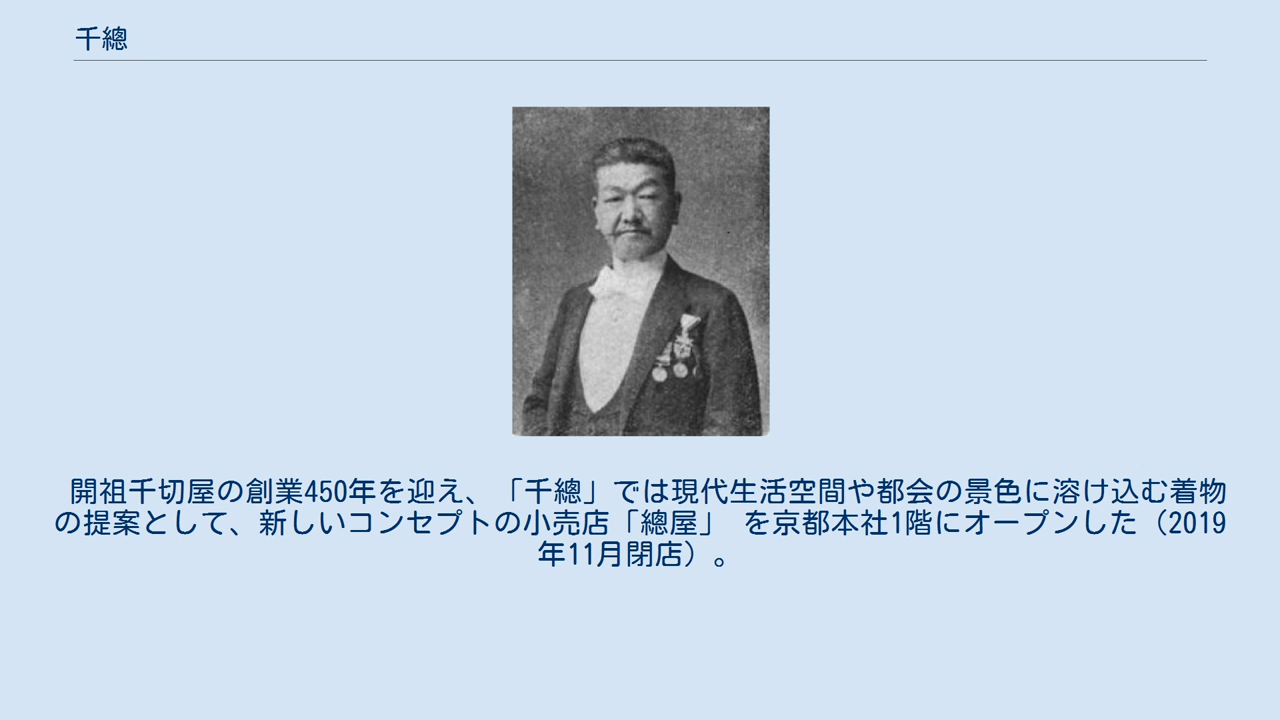 千總
開祖千切屋の創業450年を迎え、「千總」では現代生活空間や都会の景色に溶け込む着物
の提案として、新しいコンセプトの小売店「總屋」 を京都本社1階にオープンした（2019
年11月閉店）。